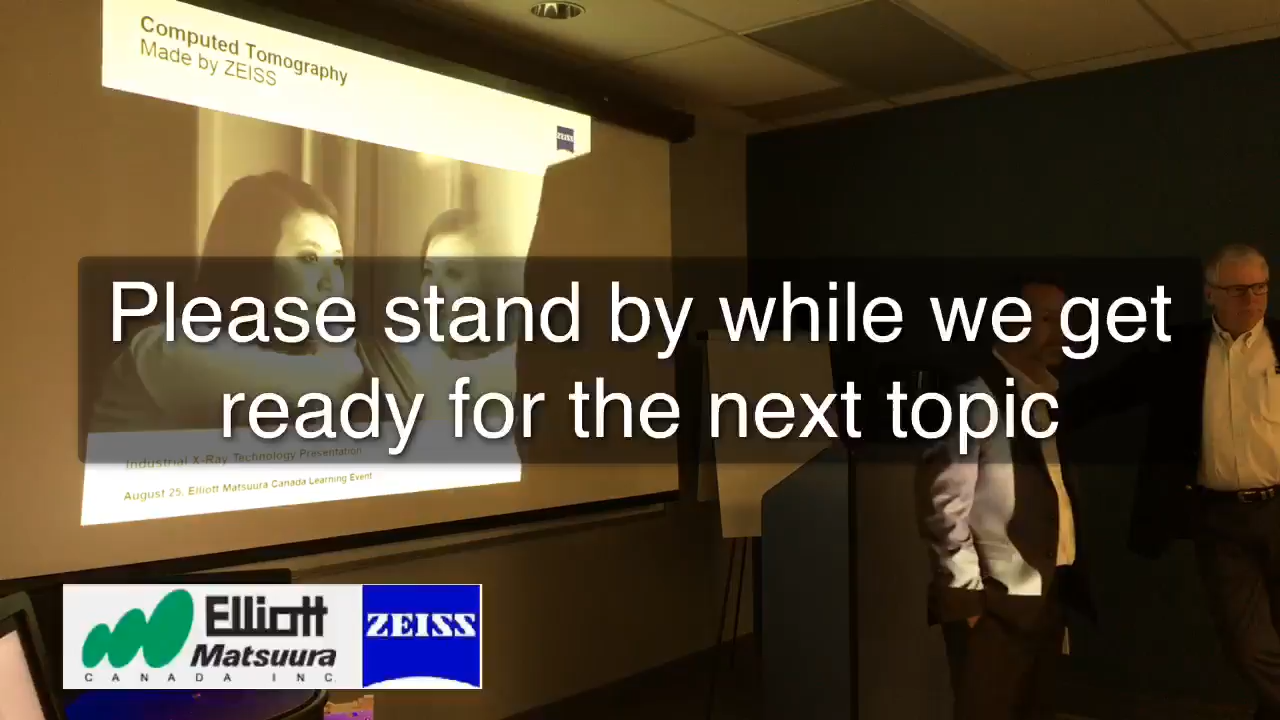 Computed Tomography
Made by ZEISS
ZEISS
Please stand by while we get
ready for the next topic
Industrial X-Ray Technology Presentation
August 25, Elliott Matsuura Canada Learning Event
Elliott
Matsuura
CANADA INC.
ZEISS